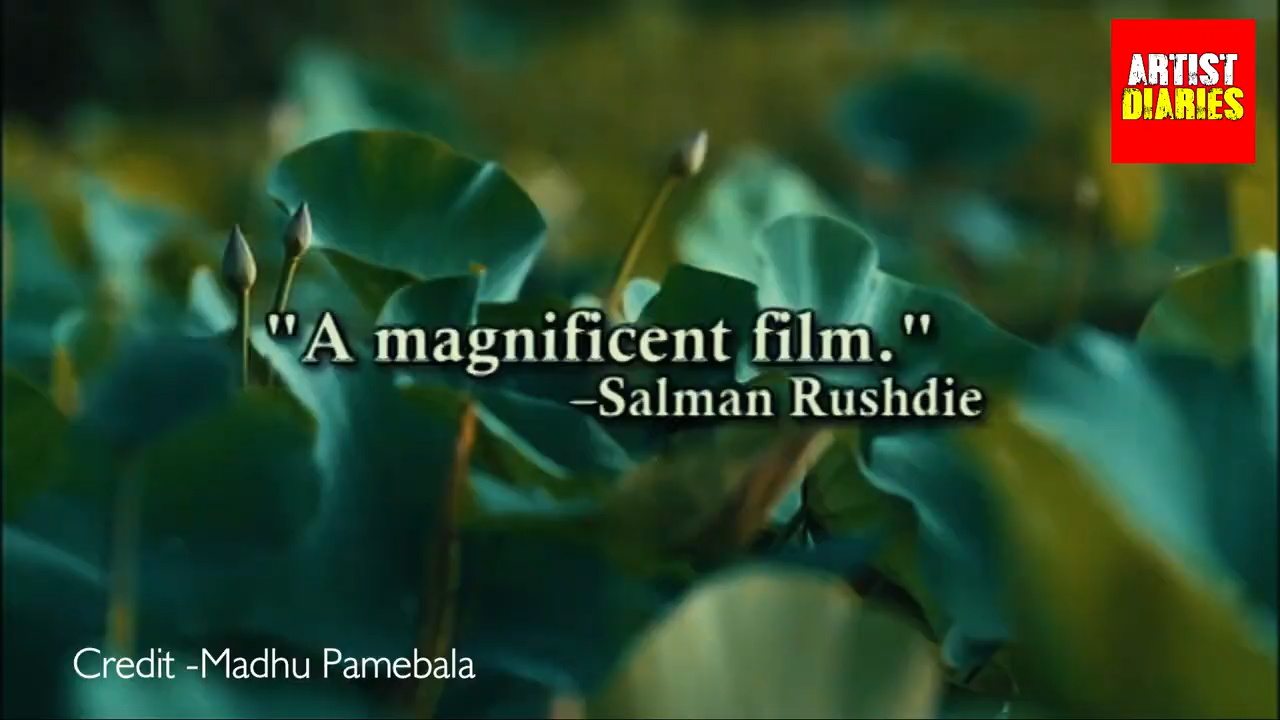 ARTIST
DIARIES
"A magnificent film."
–Salman Rushdie
Credit -Madhu Pamebala